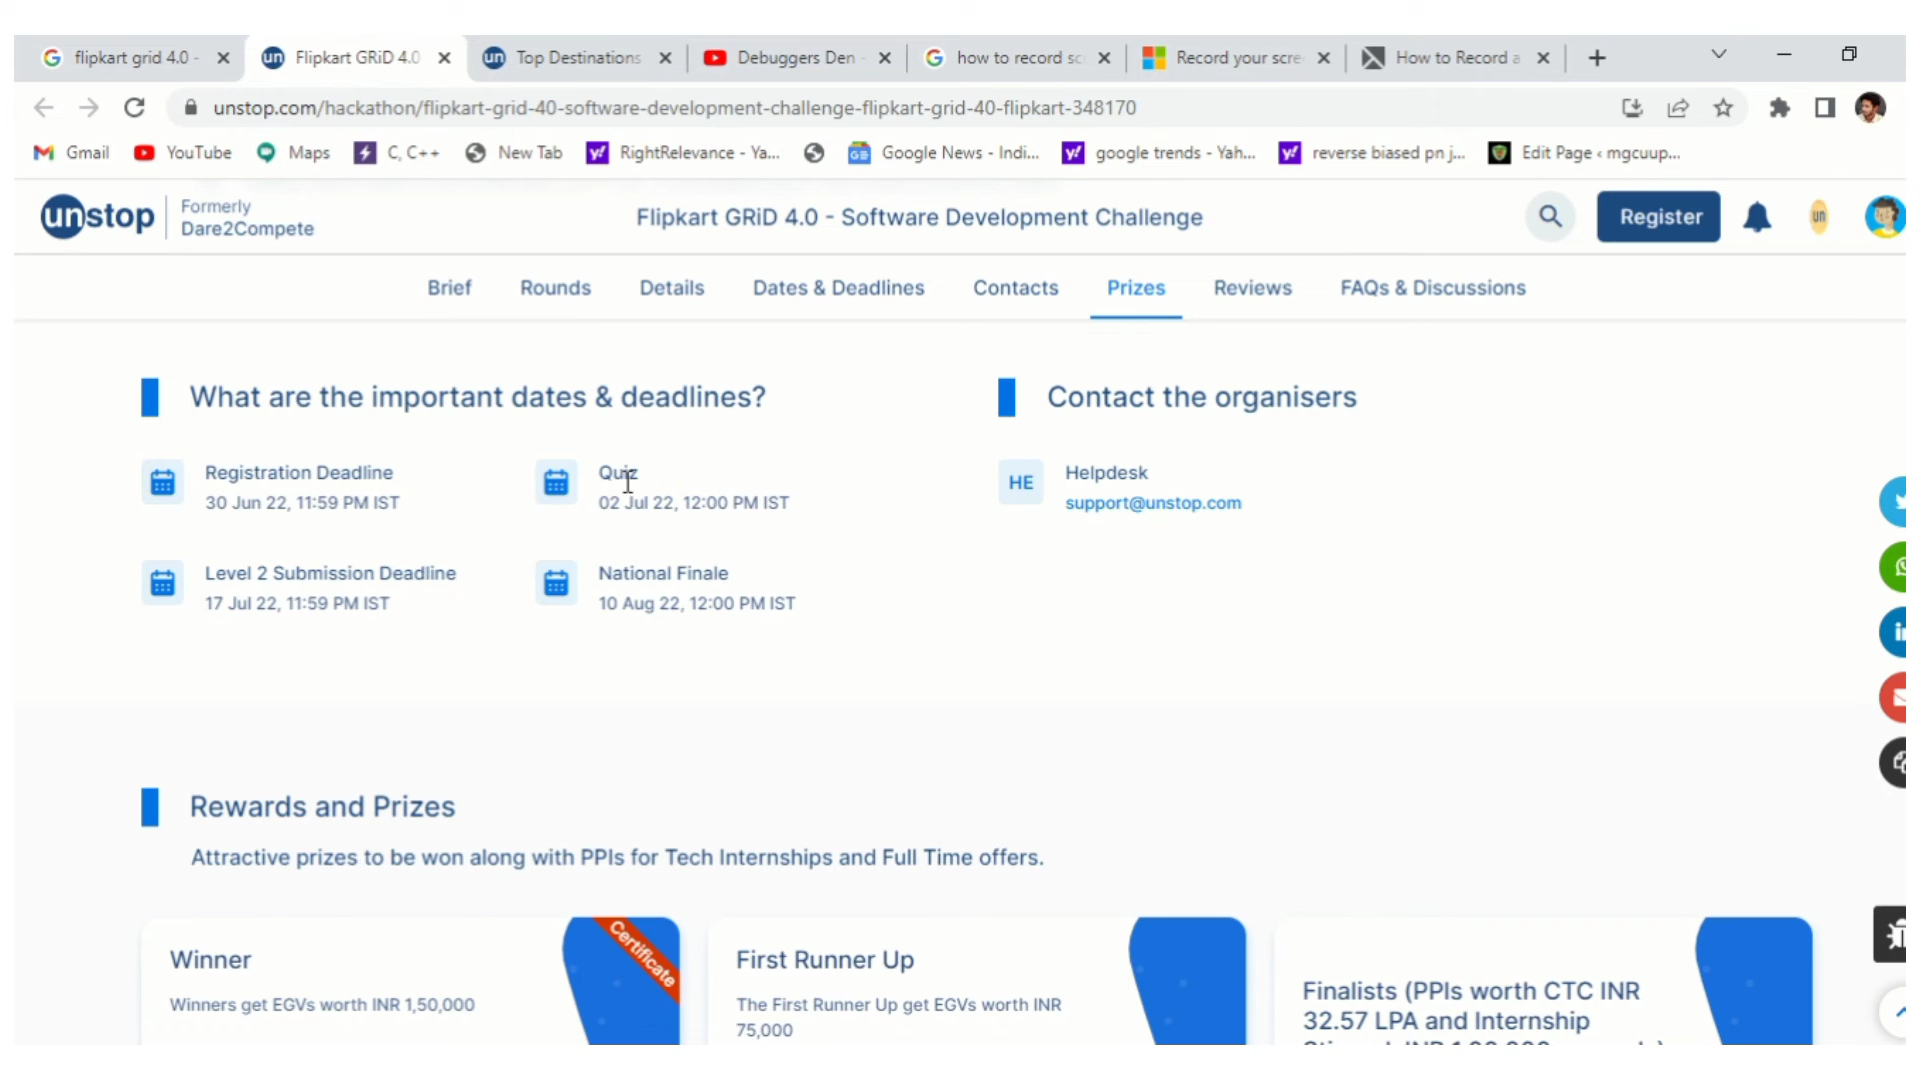 flipkart grid 4.0 -
Flipkart GRiD 4.0
un
Top Destinations
Debuggers Den -
how to record sc
Record your scre
How to Record a
unstop.com/hackathon/flipkart-grid-40-software-development-challenge-flipkart-grid-40-flipkart-348170
Gmail
YouTube
Maps
C, C++
New Tab
RightRelevance - Ya...
Google News - Indi...
google trends - Yah...
reverse biased pn j...
Edit Page ‹ mgcuup...
unstop
Formerly
Dare2Compete
Flipkart GRiD 4.0 - Software Development Challenge
Register
un
Brief
Rounds
Details
Dates & Deadlines
Contacts
Prizes
Reviews
FAQs & Discussions
What are the important dates & deadlines?
Registration Deadline
30 Jun 22, 11:59 PM IST
Quiz
02 Jul 22, 12:00 PM IST
Level 2 Submission Deadline
17 Jul 22, 11:59 PM IST
National Finale
10 Aug 22, 12:00 PM IST
Contact the organisers
HE
Helpdesk
support@unstop.com
Rewards and Prizes
Attractive prizes to be won along with PPIs for Tech Internships and Full Time offers.
Winner
Certificate
Winners get EGVs worth INR 1,50,000
First Runner Up
The First Runner Up get EGVs worth INR
75,000
Finalists (PPIs worth CTC INR
32.57 LPA and Internship